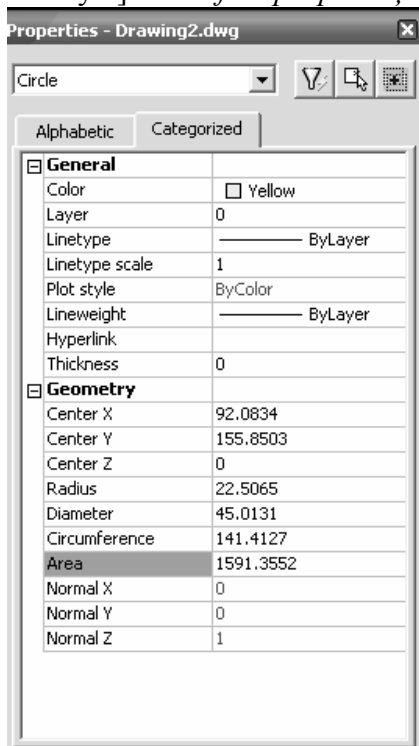 Properties - Drawing2.dwg
Circle
Alphabetic Categorized
General
Color Yellow
Layer 0
Linetype ByLayer
Linetype scale 1
Plot style ByColor
Lineweight ByLayer
Hyperlink
Thickness 0
Geometry
Center X 92.0834
Center Y 155.8503
Center Z 0
Radius 22.5065
Diameter 45.0131
Circumference 141.4127
Area 1591.3552
Normal X 0
Normal Y 0
Normal Z 1